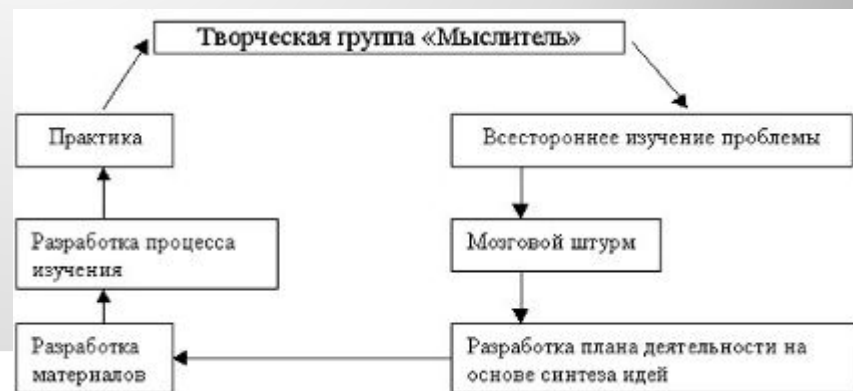 Творческая группа «Мыслитель»
Практика
Всестороннее изучение проблемы
Разработка процесса
изучения
Мозговой штурм
Разработка
материалов
Разработка плана деятельности на
основе синтеза идей